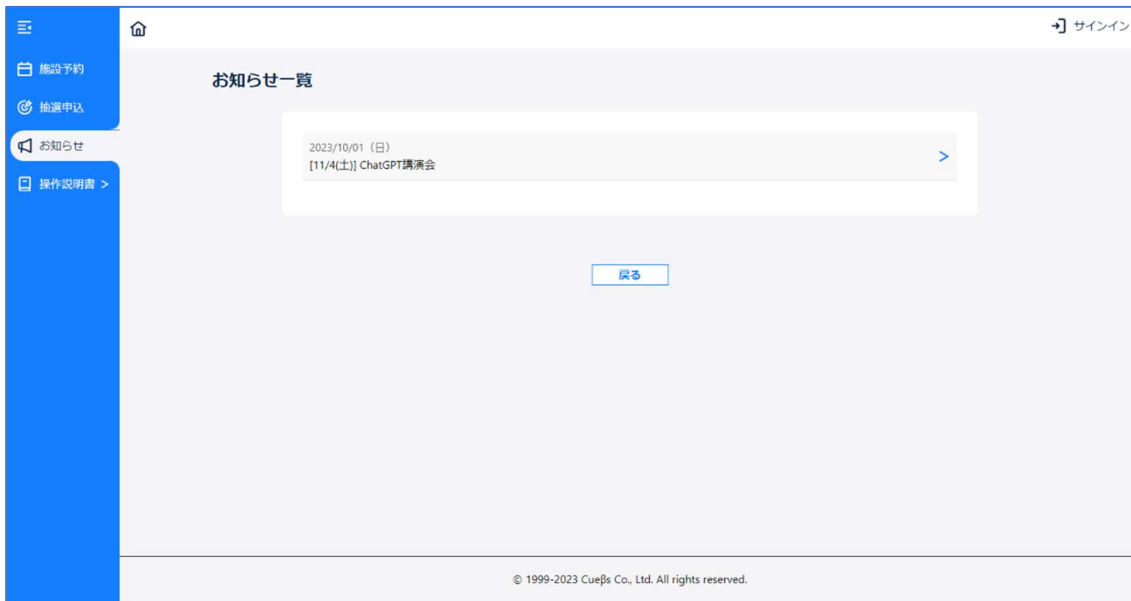 サインイン
施設予約
抽選申込
お知らせ
操作説明書 >
お知らせ一覧
2023/10/01（日）
[11/4(土)] ChatGPT講演会
>
戻る
© 1999-2023 Cueβs Co., Ltd. All rights reserved.